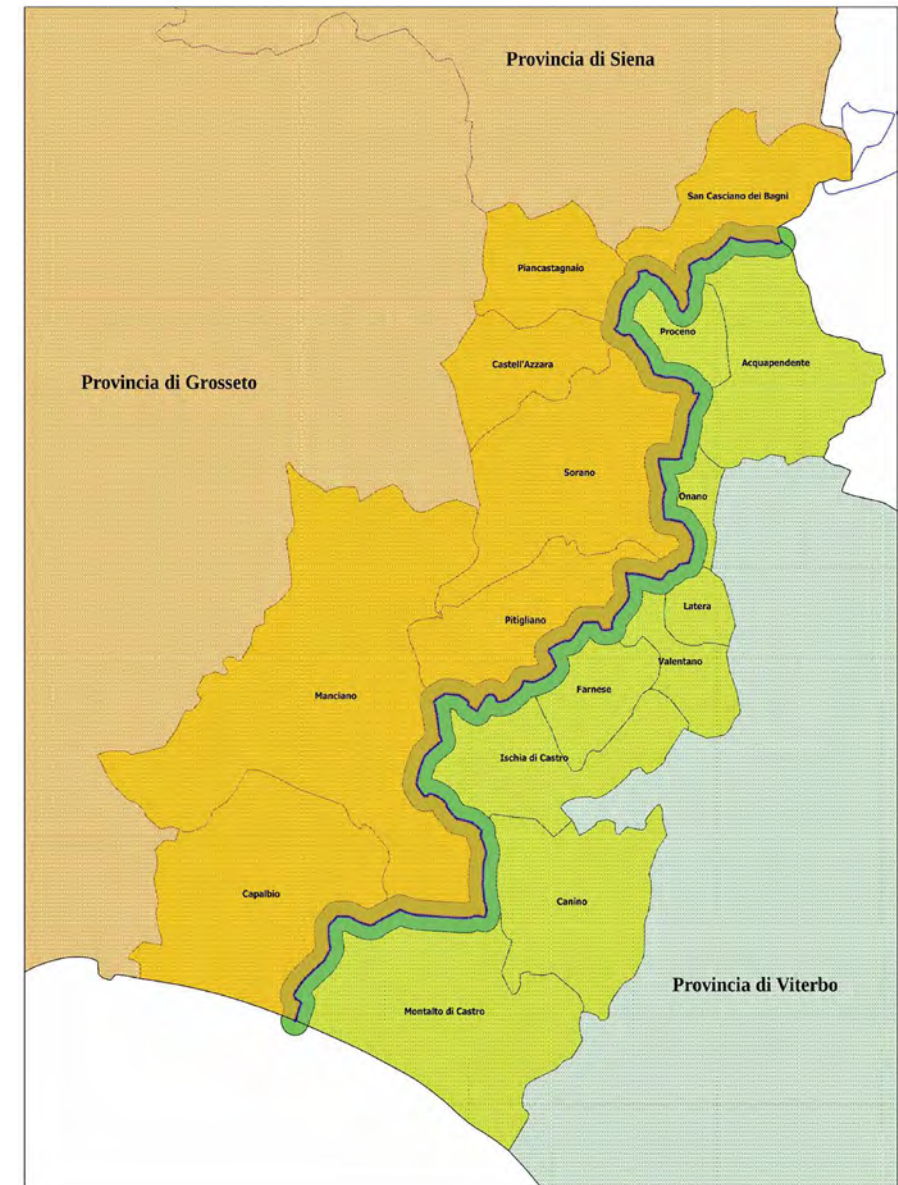 Provincia di Siena
San Casciano dei Bagni
Piancastagnaio
Proceno
Castell'Azzara
Acquapendente
Provincia di Grosseto
Sorano
Onano
Latera
Pitigliano
Valentano
Farnese
Manciano
Ischia di Castro
Capalbio
Canino
Provincia di Viterbo
Montalto di Castro